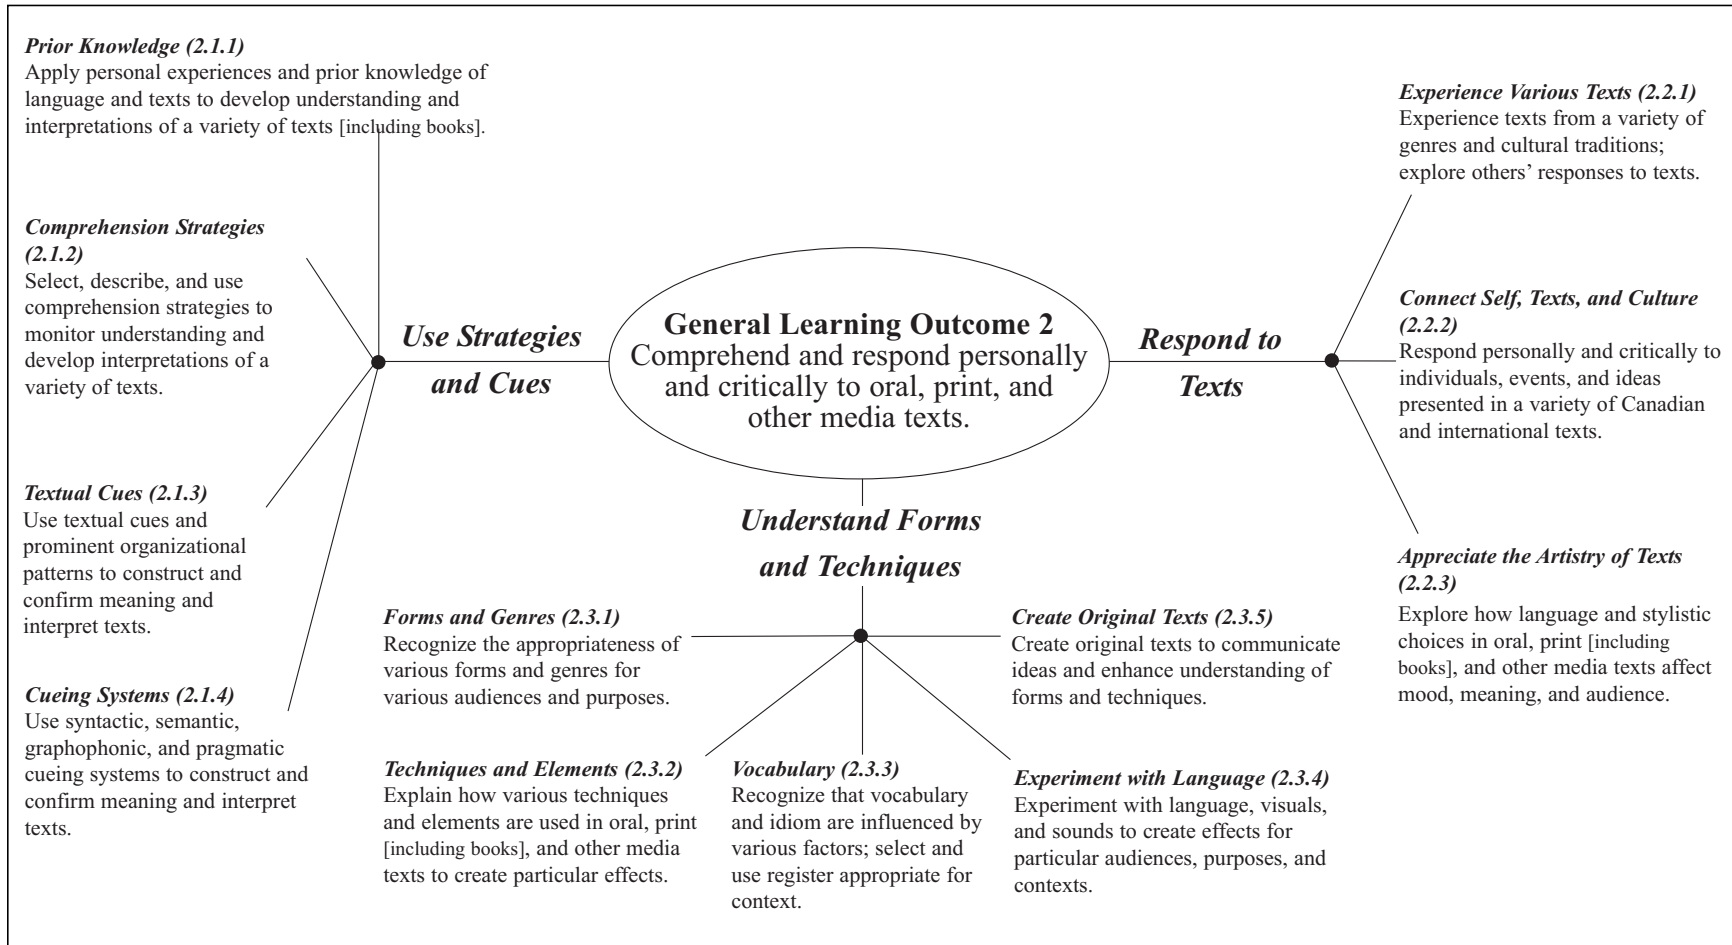 Prior Knowledge (2.1.1)
Apply personal experiences and prior knowledge of
language and texts to develop understanding and
interpretations of a variety of texts [including books].
Comprehension Strategies
(2.1.2)
Select, describe, and use
comprehension strategies to
monitor understanding and
develop interpretations of a
variety of texts.
Textual Cues (2.1.3)
Use textual cues and
prominent organizational
patterns to construct and
confirm meaning and
interpret texts.
Cueing Systems (2.1.4)
Use syntactic, semantic,
graphophonic, and pragmatic
cueing systems to construct and
confirm meaning and interpret
texts.
Use Strategies
and Cues
General Learning Outcome 2
Comprehend and respond personally
and critically to oral, print, and
other media texts.
Respond to
Texts
Experience Various Texts (2.2.1)
Experience texts from a variety of
genres and cultural traditions;
explore others’ responses to texts.
Connect Self, Texts, and Culture
(2.2.2)
Respond personally and critically to
individuals, events, and ideas
presented in a variety of Canadian
and international texts.
Appreciate the Artistry of Texts
(2.2.3)
Explore how language and stylistic
choices in oral, print [including
books], and other media texts affect
mood, meaning, and audience.
Understand Forms
and Techniques
Forms and Genres (2.3.1)
Recognize the appropriateness of
various forms and genres for
various audiences and purposes.
Techniques and Elements (2.3.2)
Explain how various techniques
and elements are used in oral, print
[including books], and other media
texts to create particular effects.
Vocabulary (2.3.3)
Recognize that vocabulary
and idiom are influenced by
various factors; select and
use register appropriate for
context.
Experiment with Language (2.3.4)
Experiment with language, visuals,
and sounds to create effects for
particular audiences, purposes, and
contexts.
Create Original Texts (2.3.5)
Create original texts to communicate
ideas and enhance understanding of
forms and techniques.